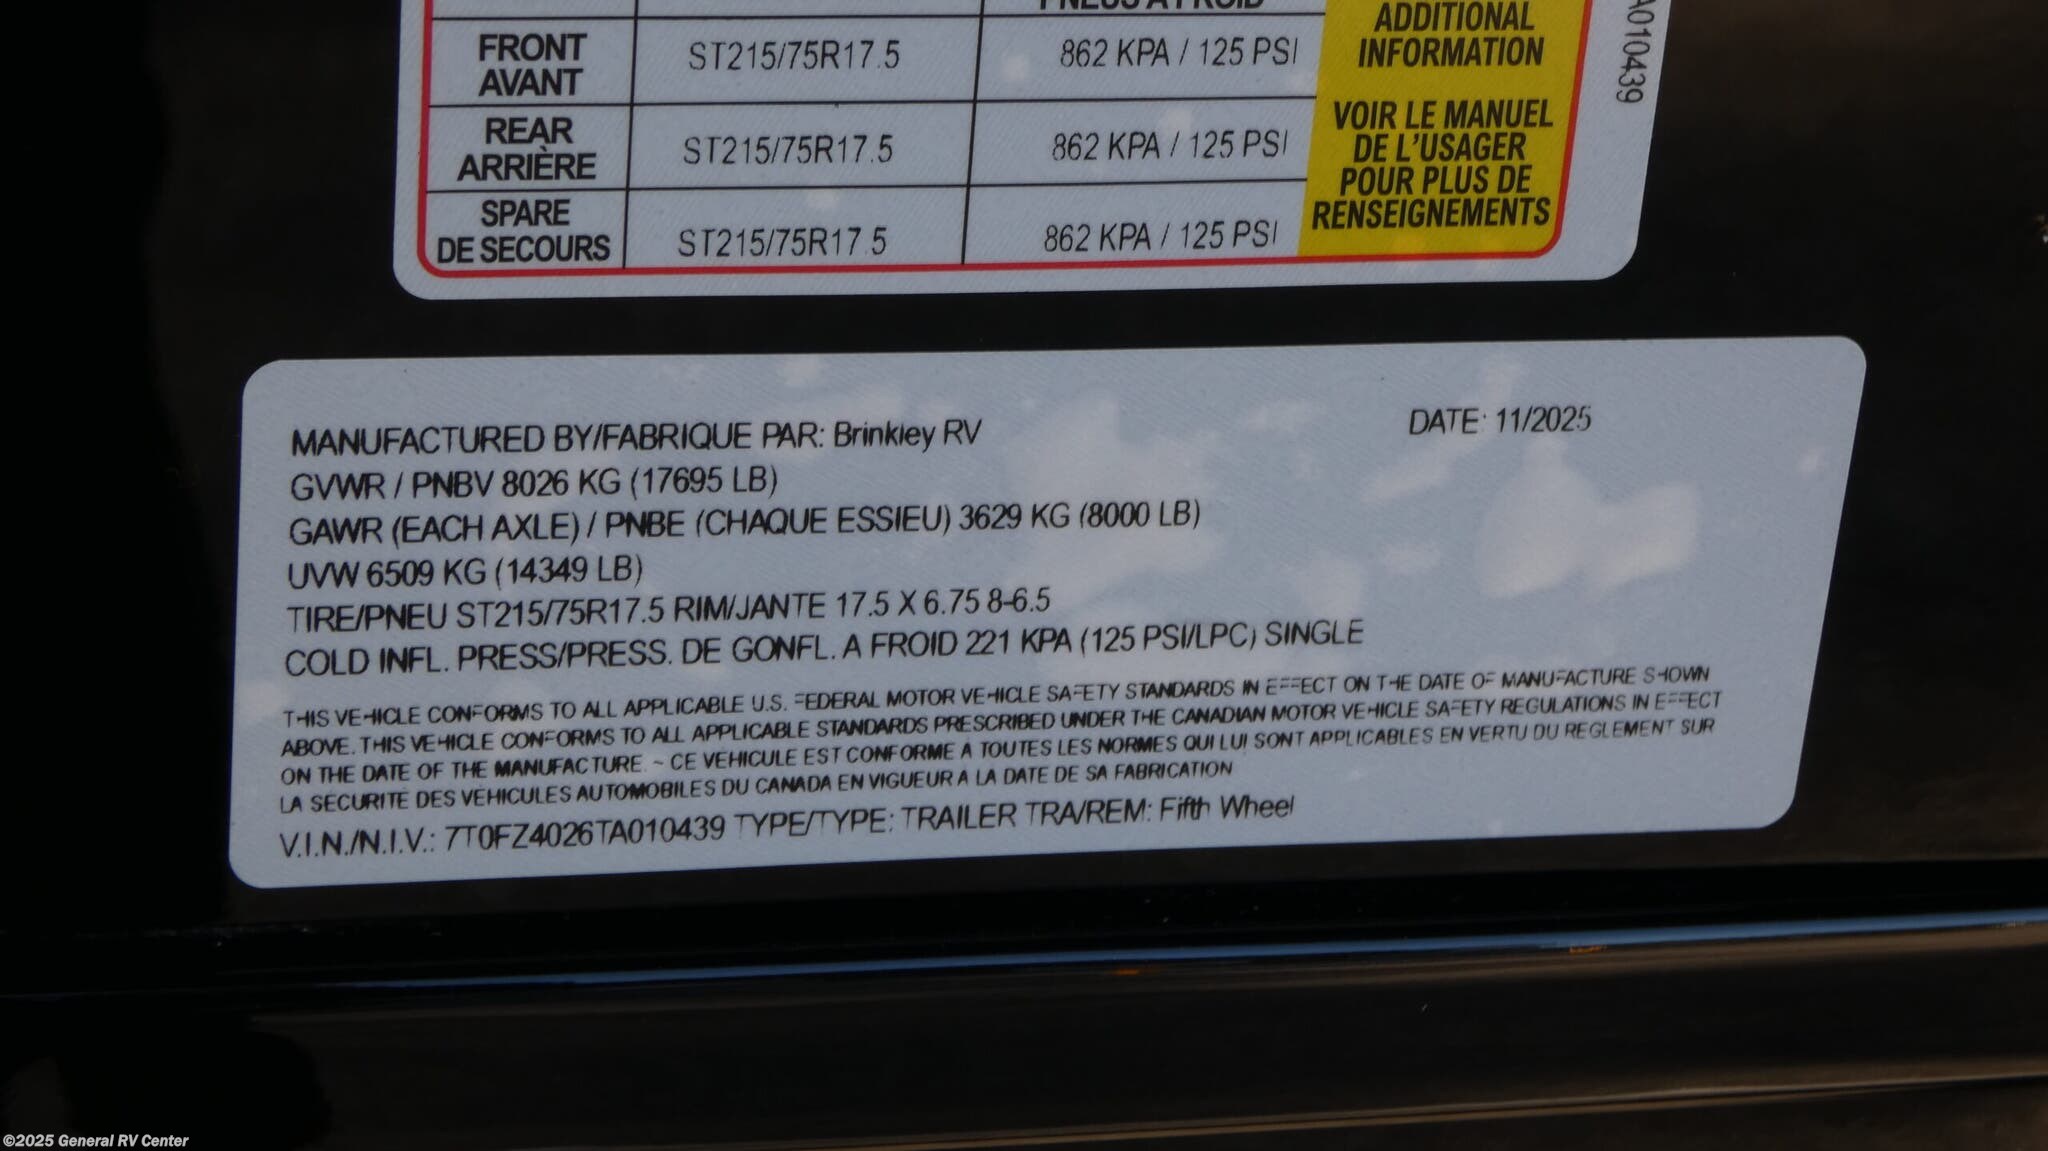 PNEUS A FROID
FRONT
AVANT
ST215/75R17.5
862 KPA / 125 PSI
REAR
ARRIÈRE
ST215/75R17.5
862 KPA / 125 PSI
SPARE
DE SECOURS
ST215/75R17.5
862 KPA / 125 PSI
ADDITIONAL
INFORMATION
VOIR LE MANUEL
DE L'USAGER
POUR PLUS DE
RENSEIGNEMENTS
A010439
MANUFACTURED BY/FABRIQUE PAR: Brinkley RV
DATE: 11/2025
GVWR / PNBV 8026 KG (17695 LB)
GAWR (EACH AXLE) / PNBE (CHAQUE ESSIEU) 3629 KG (8000 LB)
UVW 6509 KG (14349 LB)
TIRE/PNEU ST215/75R17.5 RIM/JANTE 17.5 X 6.75 8-6.5
COLD INFL. PRESS/PRESS. DE GONFL. A FROID 221 KPA (125 PSI/LPC) SINGLE
THIS VEHICLE CONFORMS TO ALL APPLICABLE U.S. FEDERAL MOTOR VEHICLE SAFETY STANDARDS IN EFFECT ON THE DATE OF MANUFACTURE SHOWN
ABOVE. THIS VEHICLE CONFORMS TO ALL APPLICABLE STANDARDS PRESCRIBED UNDER THE CANADIAN MOTOR VEHICLE SAFETY REGULATIONS IN EFFECT
ON THE DATE OF THE MANUFACTURE. ~ CE VEHICULE EST CONFORME A TOUTES LES NORMES QUI LUI SONT APPLICABLES EN VERTU DU REGLEMENT SUR
LA SECURITE DES VEHICULES AUTOMOBILES DU CANADA EN VIGUEUR A LA DATE DE SA FABRICATION
V.I.N./N.I.V.: 7T0FZ4026TA010439 TYPE/TYPE: TRAILER TRA/REM: Fifth Wheel
©2025 General RV Center